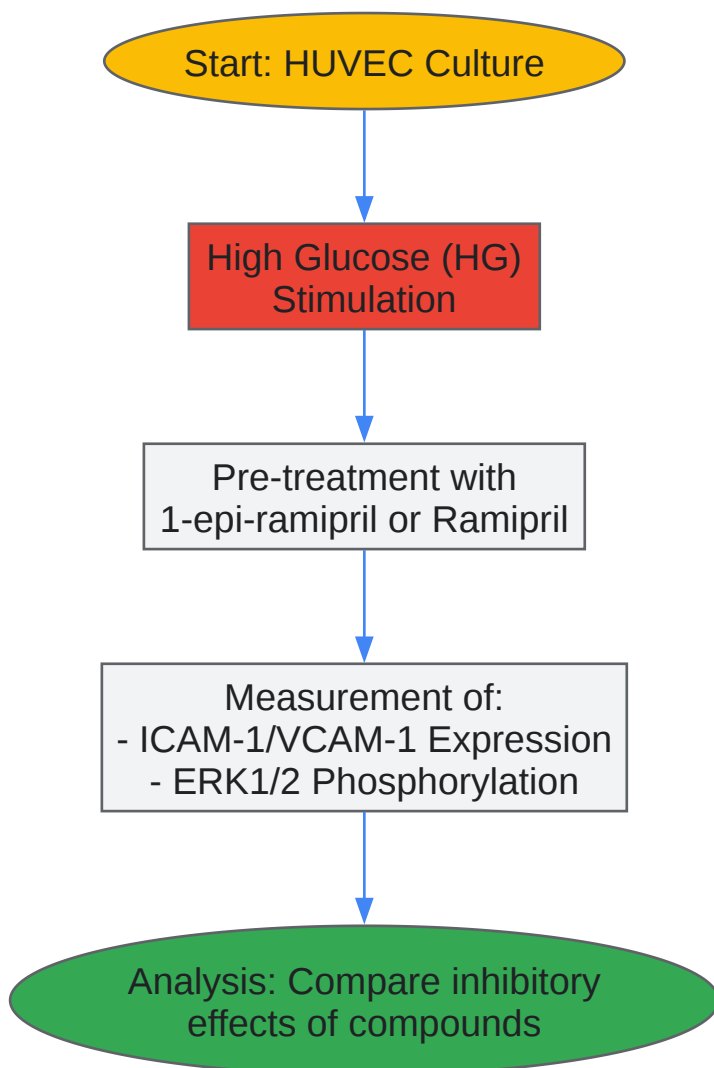 Start: HUVEC Culture
High Glucose (HG)
Stimulation
Pre-treatment with
1-epi-ramipril or Ramipril
Measurement of:
- ICAM-1/VCAM-1 Expression
- ERK1/2 Phosphorylation
Analysis: Compare inhibitory
effects of compounds